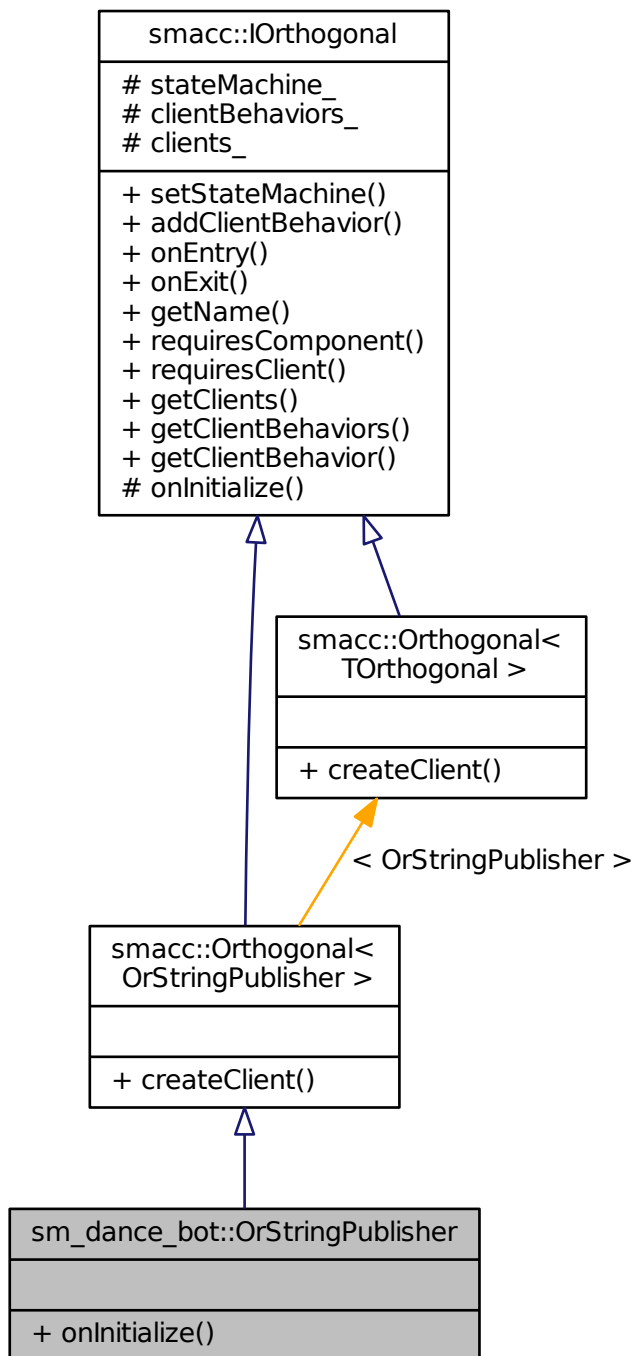 smacc::IOrthogonal
# stateMachine_
# clientBehaviors_
# clients_
+ setStateMachine()
+ addClientBehavior()
+ onEntry()
+ onExit()
+ getName()
+ requiresComponent()
+ requiresClient()
+ getClients()
+ getClientBehaviors()
+ getClientBehavior()
# onInitialize()
smacc::Orthogonal<
TOrthogonal >
+ createClient()
< OrStringPublisher >
smacc::Orthogonal<
OrStringPublisher >
+ createClient()
sm_dance_bot::OrStringPublisher
+ onInitialize()